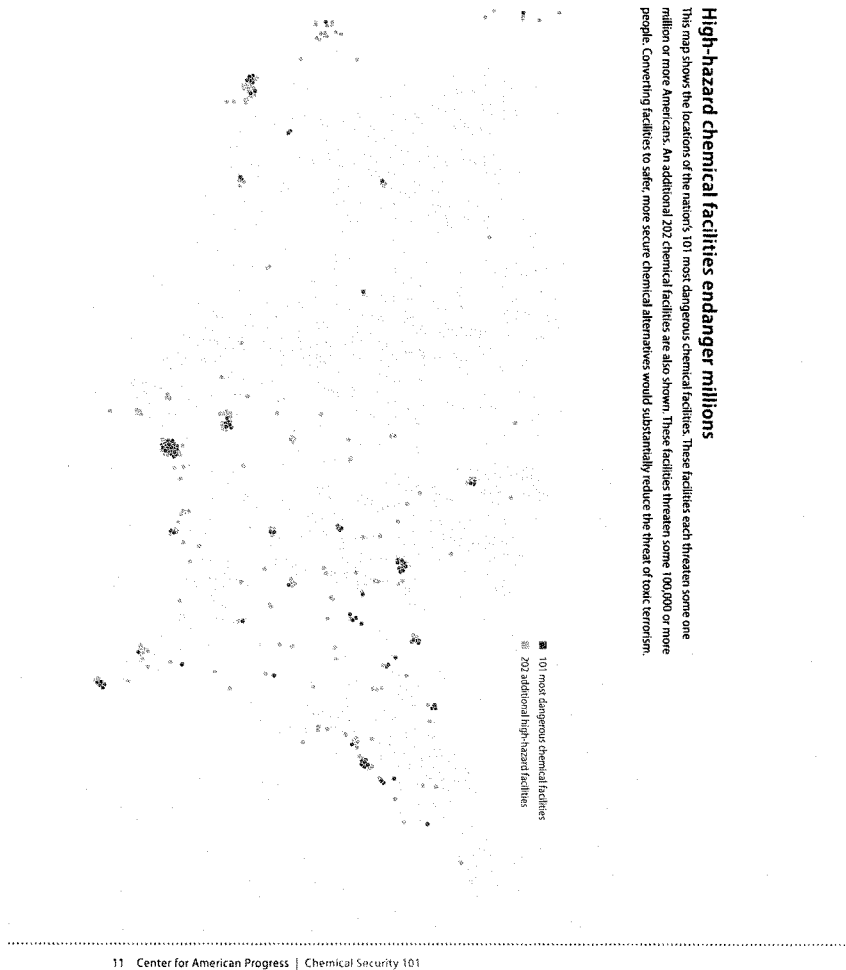 High-hazard chemical facilities endanger millions
This map shows the locations of the nation's 101 most dangerous chemical facilities. These facilities each threaten some one
million or more Americans. An additional 202 chemical facilities are also shown. These facilities threaten some 100,000 or more
people. Converting facilities to safer, more secure chemical alternatives would substantially reduce the threat of toxic terrorism.
101 most dangerous chemical facilities
202 additional high-hazard facilities
11 Center for American Progress | Chemical Security 101